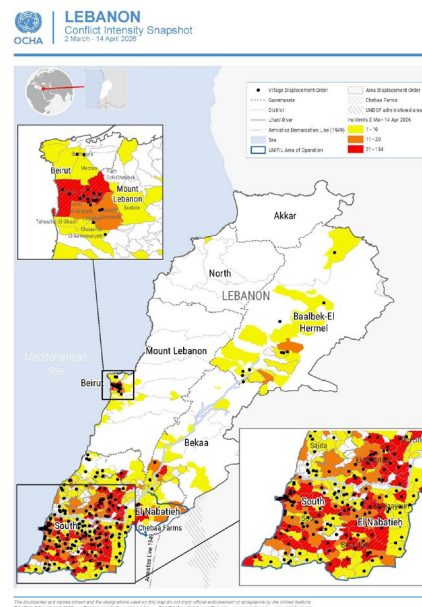 OCHA
LEBANON
Conflict Intensity Snapshot
2 March - 14 April 2026
Village Displacement Order
Governorate
District
Litani River
Armistice Demarcation Line (1949)
Sea
UNIFIL Area of Operation
Area Displacement Order
Chebaa Farms
UNDOF administered area
Incidents 2 Mar-14 Apr 2026
1 - 10
11 - 20
21 - 154
Beirut
Mount
Lebanon
Akkar
North
LEBANON
Baalbek-El
Hermel
Mount Lebanon
Mediterranean
Sea
Beirut
Bekaa
South
El Nabatieh
Chebaa Farms
Armistice Line 1949
Saida
South
El Nabatieh
The boundaries and names shown and the designations used on this map do not imply official endorsement or acceptance by the United Nations.